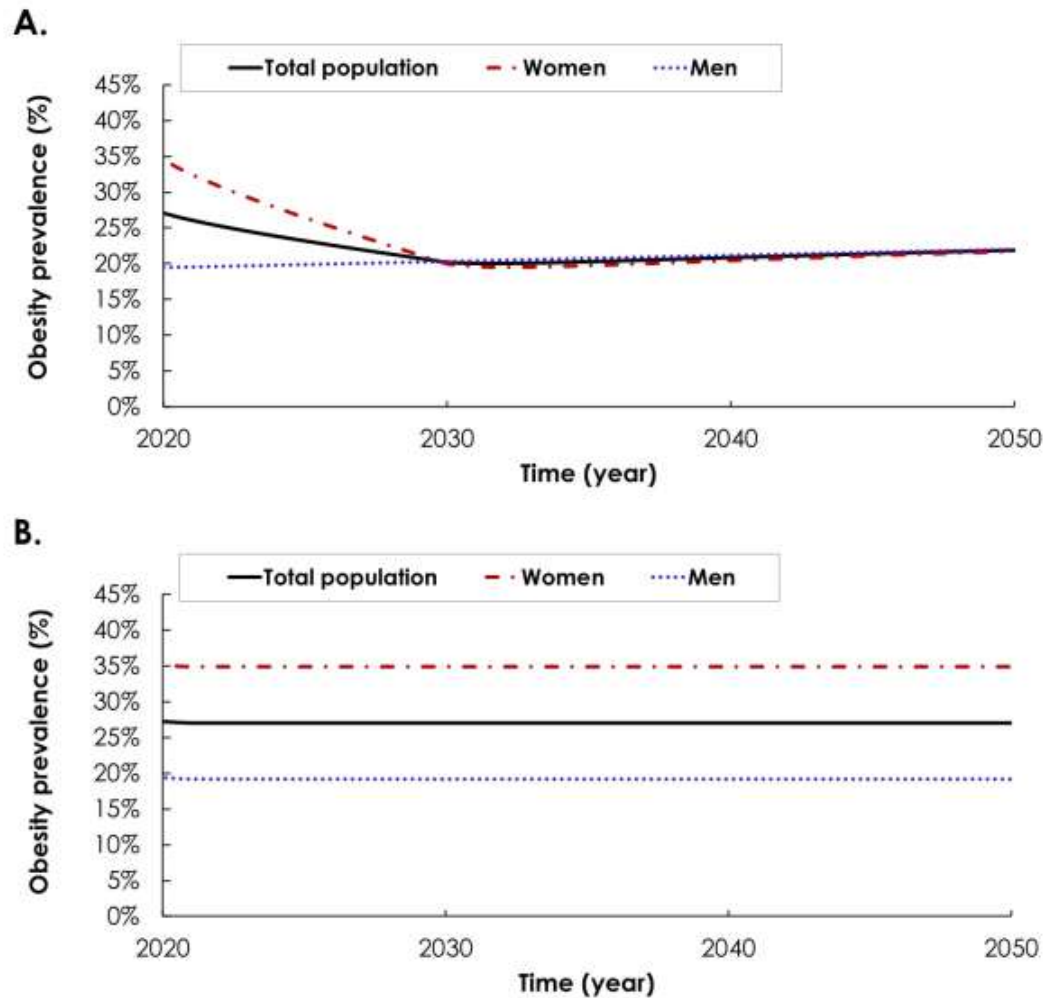 A.
Total population Women Men
Obesity prevalence (%)
45%
40%
35%
30%
25%
20%
15%
10%
5%
0%
2020 2030 2040 2050
Time (year)
B.
Total population Women Men
Obesity prevalence (%)
45%
40%
35%
30%
25%
20%
15%
10%
5%
0%
2020 2030 2040 2050
Time (year)